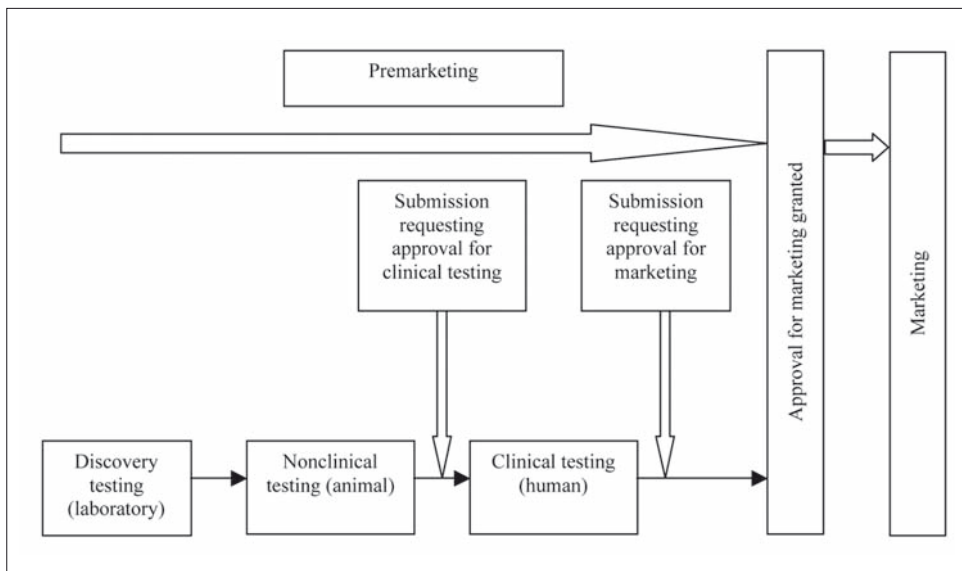 Premarketing
Submission
requesting
approval for
clinical testing
Submission
requesting
approval for
marketing
Approval for marketing granted
Marketing
Discovery
testing
(laboratory)
Nonclinical
testing (animal)
Clinical testing
(human)